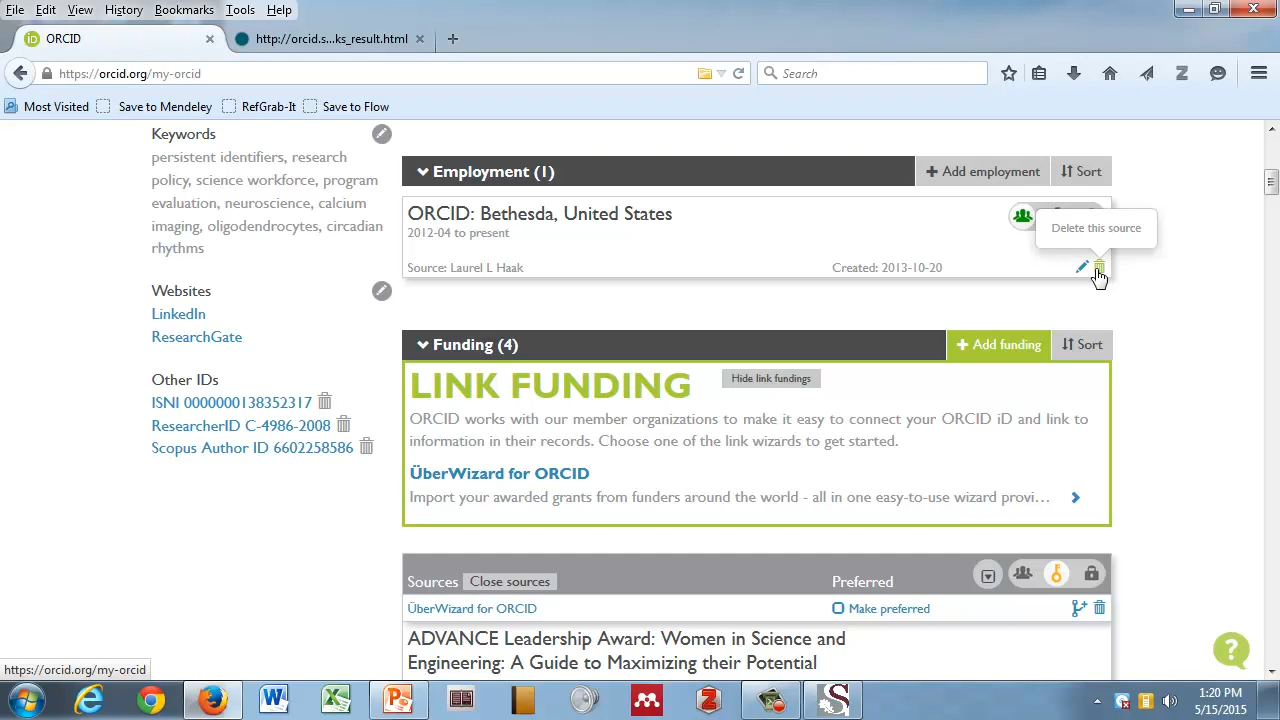 File Edit View History Bookmarks Tools Help
iD ORCID × http://orcid.s...ks_result.html × +
https://orcid.org/my-orcid Search
Most Visited Save to Mendeley RefGrab-It Save to Flow
Keywords
persistent identifiers, research
policy, science workforce, program
evaluation, neuroscience, calcium
imaging, oligodendrocytes, circadian
rhythms
Websites
LinkedIn
ResearchGate
Other IDs
ISNI 0000000138352317
ResearcherID C-4986-2008
Scopus Author ID 6602258586
Employment (1) + Add employment Sort
ORCID: Bethesda, United States
2012-04 to present
Delete this source
Source: Laurel L Haak Created: 2013-10-20
Funding (4) + Add funding Sort
LINK FUNDING Hide link fundings
ORCID works with our member organizations to make it easy to connect your ORCID iD and link to
information in their records. Choose one of the link wizards to get started.
ÜberWizard for ORCID
Import your awarded grants from funders around the world - all in one easy-to-use wizard provi...
Sources Close sources Preferred
ÜberWizard for ORCID Make preferred
ADVANCE Leadership Award: Women in Science and
Engineering: A Guide to Maximizing their Potential
https://orcid.org/my-orcid
?
1:20 PM
5/15/2015